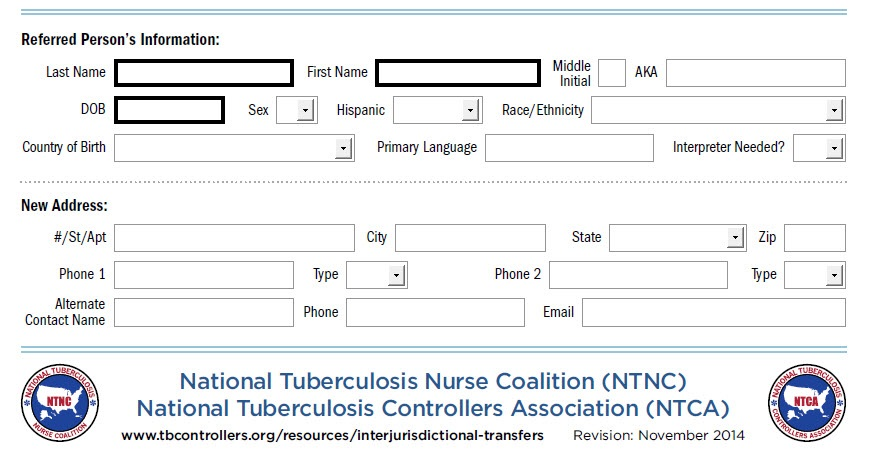 Referred Person's Information:
Last Name First Name Middle Initial AKA
DOB Sex Hispanic Race/Ethnicity
Country of Birth Primary Language Interpreter Needed?
New Address:
#/St/Apt City State Zip
Phone 1 Type Phone 2 Type
Alternate Contact Name Phone Email
NATIONAL TUBERCULOSIS
NTNC
NURSE COALITION
National Tuberculosis Nurse Coalition (NTNC)
National Tuberculosis Controllers Association (NTCA)
www.tbcontrollers.org/resources/interjurisdictional-transfers Revision: November 2014
NATIONAL TUBERCULOSIS
NTCA
CONTROLLERS ASSOCIATION